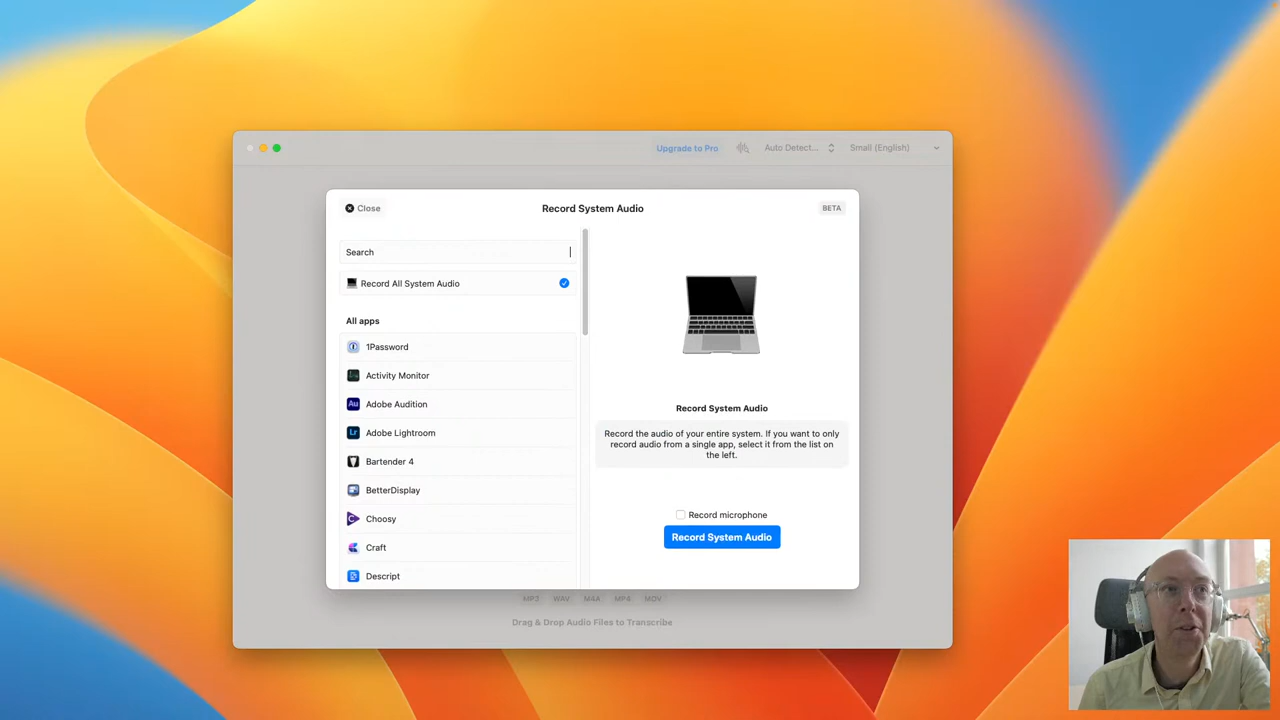 Upgrade to Pro
Auto Detect...
Small (English)
Close
Record System Audio
BETA
Search
Record All System Audio
All apps
1Password
Activity Monitor
Au
Adobe Audition
Lr
Adobe Lightroom
Bartender 4
BetterDisplay
Choosy
Craft
Descript
Record System Audio
Record the audio of your entire system. If you want to only
record audio from a single app, select it from the list on
the left.
Record microphone
Record System Audio
MP3 WAV M4A MP4 MOV
Drag & Drop Audio Files to Transcribe